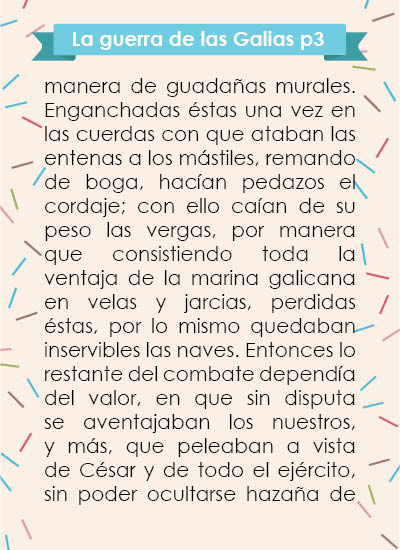 La guerra de las Galias p3
manera de guadañas murales.
Enganchadas éstas una vez en
las cuerdas con que ataban las
entenas a los mástiles, remando
de boga, hacían pedazos el
cordaje; con ello caían de su
peso las vergas, por manera
que consistiendo toda la
ventaja de la marina galicana
en velas y jarcias, perdidas
éstas, por lo mismo quedaban
inservibles las naves. Entonces lo
restante del combate dependía
del valor, en que sin disputa
se aventajaban los nuestros,
y más, que peleaban a vista
de César y de todo el ejército,
sin poder ocultarse hazaña de